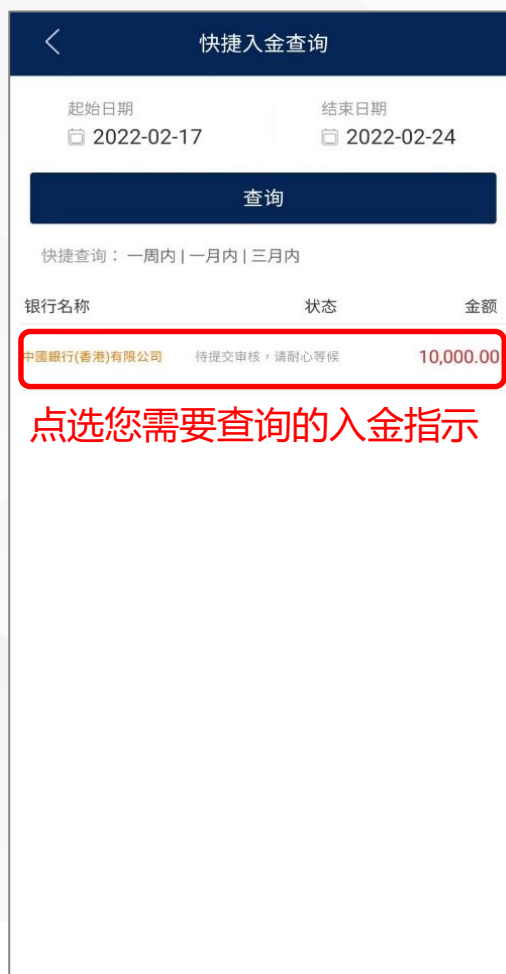 快捷入金查询
起始日期 结束日期
2022-02-17 2022-02-24
查询
快捷查询： 一周内 | 一月内 | 三月内
银行名称 状态 金额
中國銀行(香港)有限公司 待提交审核，请耐心等候 10,000.00
点选您需要查询的入金指示